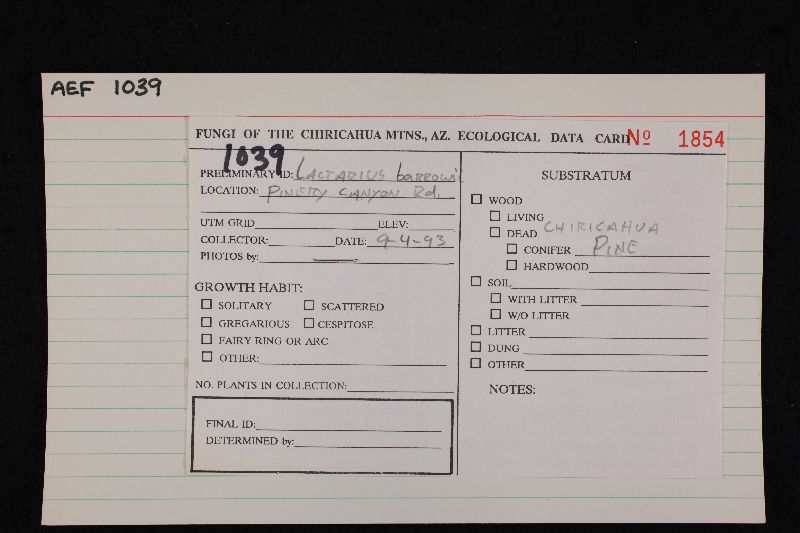 AEF 1039
FUNGI OF THE CHIRICAHUA MTNS., AZ. ECOLOGICAL DATA CARD No 1854
1039
PRELIMINARY ID: LACTARIUS barrowsii
LOCATION: PINERY CANYON Rd.
UTM GRID ELEV:
COLLECTOR: DATE: 9-4-93
PHOTOS by: —
GROWTH HABIT:
SOLITARY SCATTERED
GREGARIOUS CESPITOSE
FAIRY RING OR ARC
OTHER:
NO. PLANTS IN COLLECTION:
FINAL ID:
DETERMINED by:
SUBSTRATUM
WOOD
LIVING
DEAD CHIRICAHUA
CONIFER PINE
HARDWOOD
SOIL
WITH LITTER
W/O LITTER
LITTER
DUNG
OTHER
NOTES: